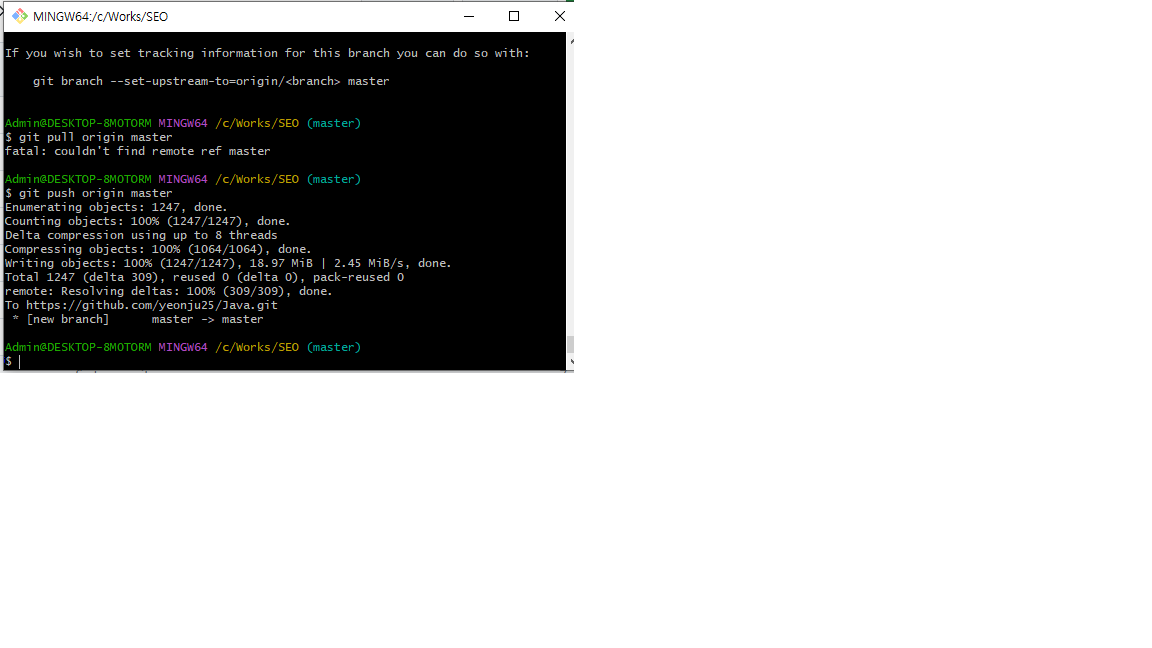 MINGW64:/c/Works/SEO
If you wish to set tracking information for this branch you can do so with:
git branch --set-upstream-to=origin/<branch> master
Admin@DESKTOP-8MOTORM MINGW64 /c/Works/SEO (master)
$ git pull origin master
fatal: couldn't find remote ref master
Admin@DESKTOP-8MOTORM MINGW64 /c/Works/SEO (master)
$ git push origin master
Enumerating objects: 1247, done.
Counting objects: 100% (1247/1247), done.
Delta compression using up to 8 threads
Compressing objects: 100% (1064/1064), done.
Writing objects: 100% (1247/1247), 18.97 MiB | 2.45 MiB/s, done.
Total 1247 (delta 309), reused 0 (delta 0), pack-reused 0
remote: Resolving deltas: 100% (309/309), done.
To https://github.com/yeonju25/Java.git
 * [new branch]      master -> master
Admin@DESKTOP-8MOTORM MINGW64 /c/Works/SEO (master)
$